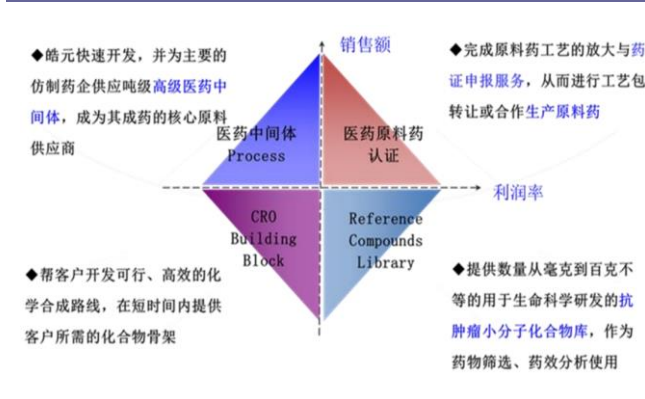 销售额
◆皓元快速开发，并为主要的
仿制药企供应吨级高级医药中
间体，成为其成药的核心原料
供应商
◆完成原料药工艺的放大与药
证申报服务，从而进行工艺包
转让或合作生产原料药
医药中间体
Process
医药原料药
认证
利润率
CRO
Building
Block
Reference
Compounds
Library
◆帮客户开发可行、高效的化
学合成路线，在短时间内提供
客户所需的化合物骨架
◆提供数量从毫克到百克不
等的用于生命科学研发的抗
肿瘤小分子化合物库，作为
药物筛选、药效分析使用